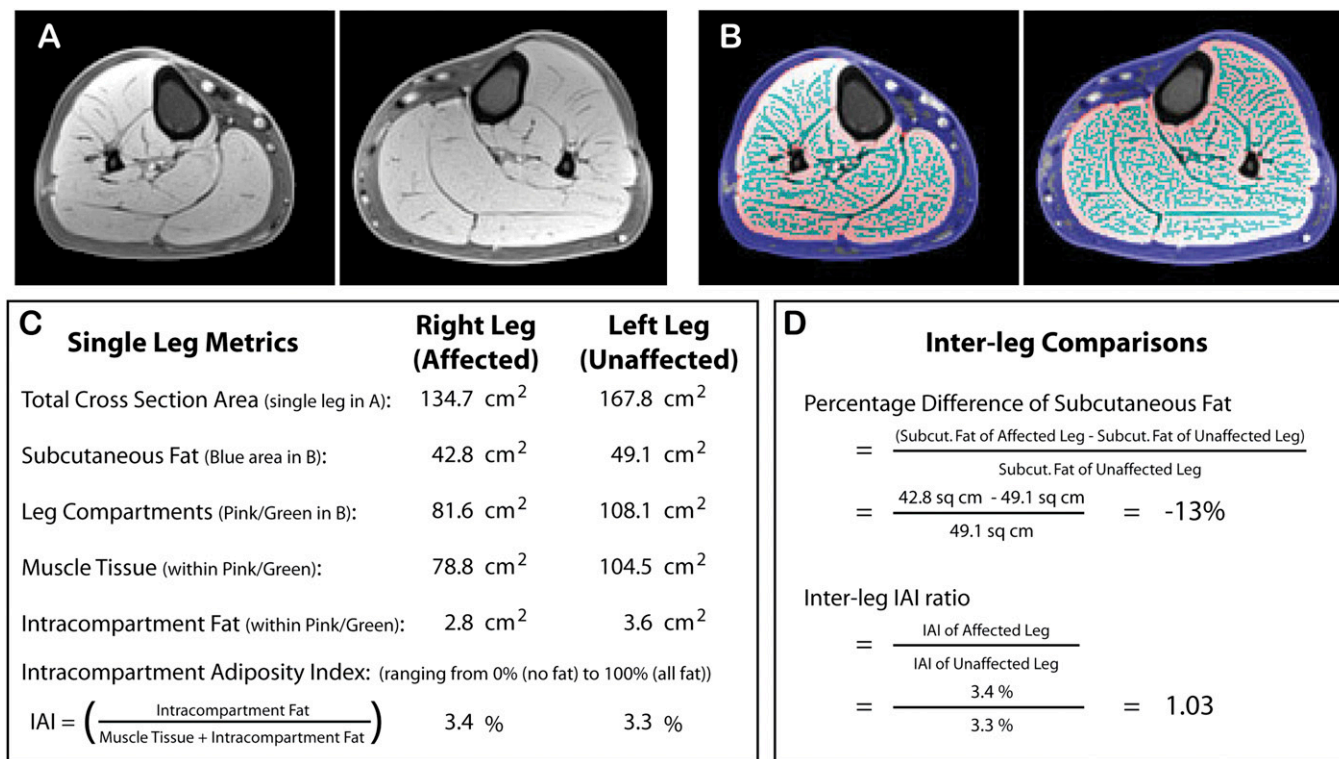 A
B
C
Single Leg Metrics
Right Leg
(Affected)
Left Leg
(Unaffected)
Total Cross Section Area (single leg in A): 134.7 cm² 167.8 cm²
Subcutaneous Fat (Blue area in B): 42.8 cm² 49.1 cm²
Leg Compartments (Pink/Green in B): 81.6 cm² 108.1 cm²
Muscle Tissue (within Pink/Green): 78.8 cm² 104.5 cm²
Intracompartment Fat (within Pink/Green): 2.8 cm² 3.6 cm²
Intracompartment Adiposity Index: (ranging from 0% (no fat) to 100% (all fat))
IAI = (Intracompartment Fat
Muscle Tissue + Intracompartment Fat) 3.4 % 3.3 %
D
Inter-leg Comparisons
Percentage Difference of Subcutaneous Fat
= (Subcut. Fat of Affected Leg - Subcut. Fat of Unaffected Leg)
Subcut. Fat of Unaffected Leg
= 42.8 sq cm - 49.1 sq cm
49.1 sq cm
= -13%
Inter-leg IAI ratio
= IAI of Affected Leg
IAI of Unaffected Leg
= 3.4 %
3.3 %
= 1.03